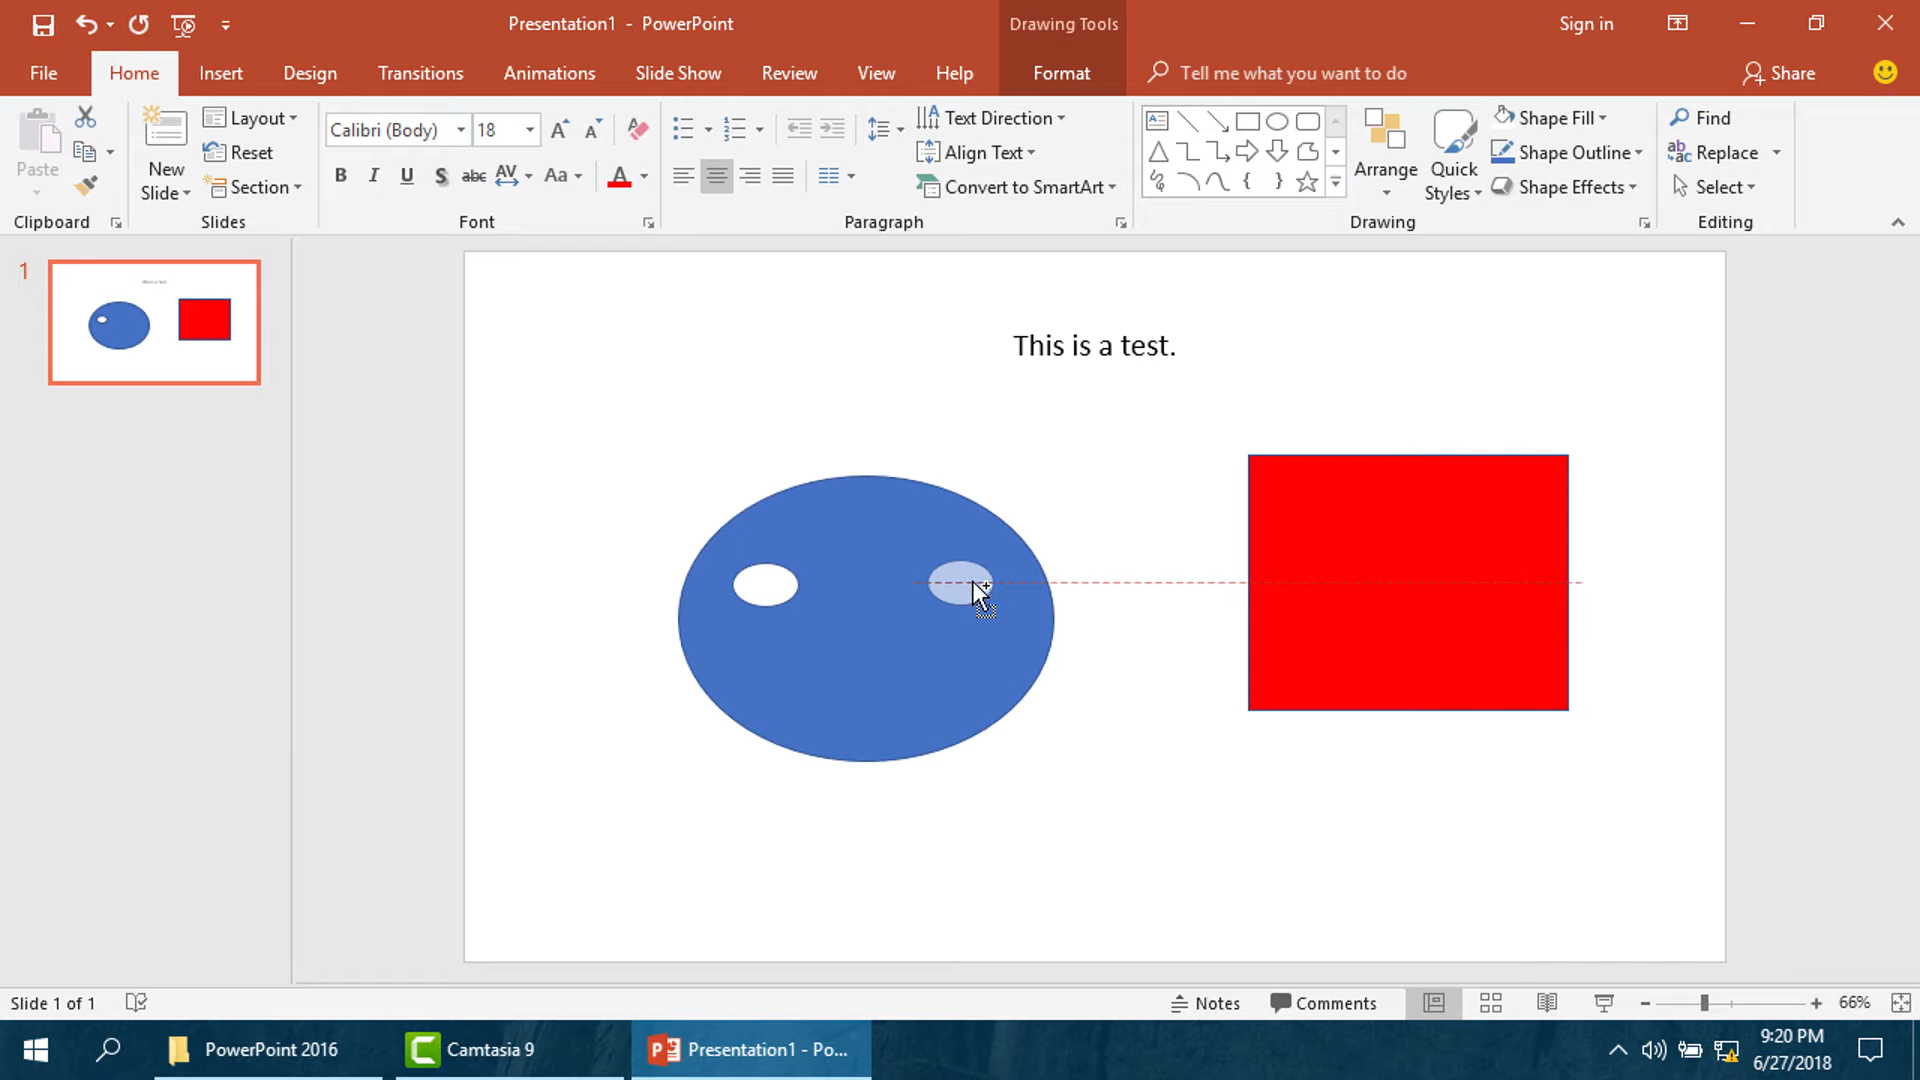 Presentation1 - PowerPoint
Drawing Tools
Sign in
File Home Insert Design Transitions Animations Slide Show Review View Help Format Tell me what you want to do Share
Paste
New Slide
Layout
Reset
Section
Calibri (Body) 18
B I U S abc AV Aa A
Text Direction
Align Text
Convert to SmartArt
Arrange
Quick Styles
Shape Fill
Shape Outline
Shape Effects
Find
Replace
Select
Clipboard Slides Font Paragraph Drawing Editing
1
This is a test.
Slide 1 of 1
Notes Comments 66%
PowerPoint 2016 Camtasia 9 Presentation1 - Po...
9:20 PM
6/27/2018